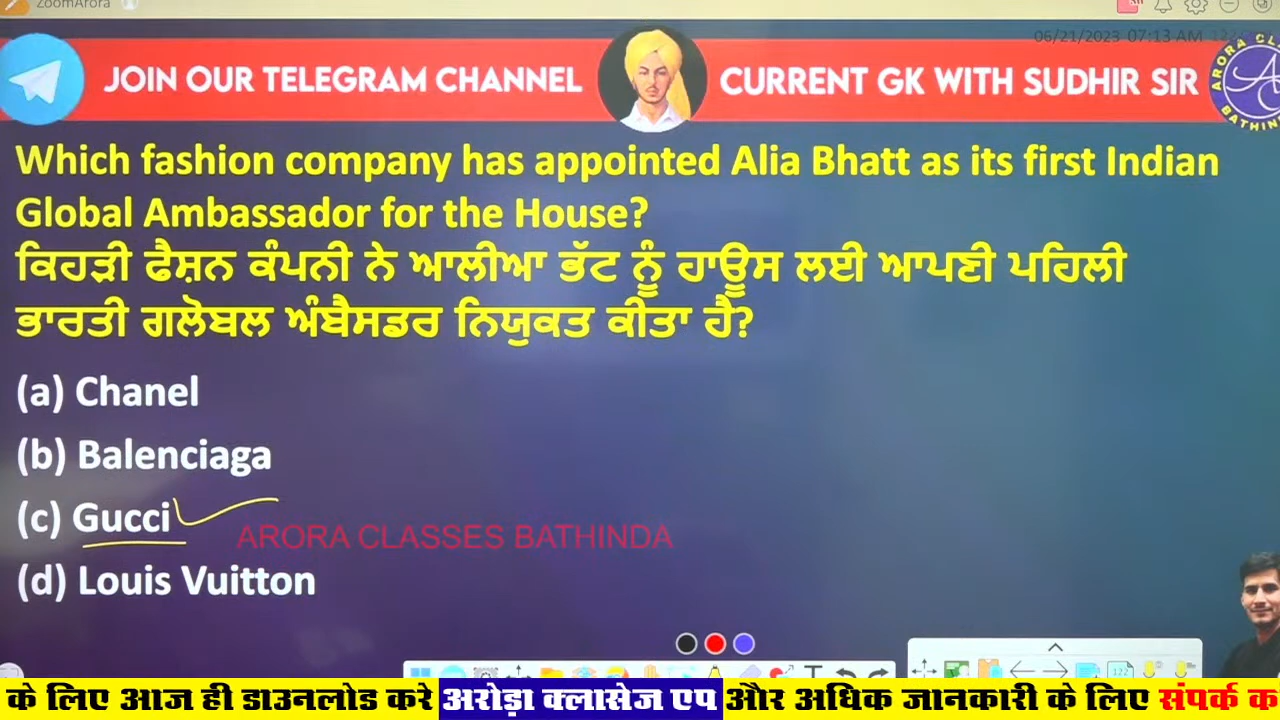 ZoomArora
06/21/2023 07:13 AM
JOIN OUR TELEGRAM CHANNEL
CURRENT GK WITH SUDHIR SIR
Which fashion company has appointed Alia Bhatt as its first Indian
Global Ambassador for the House?
ਕਿਹੜੀ ਫੈਸ਼ਨ ਕੰਪਨੀ ਨੇ ਆਲੀਆ ਭੱਟ ਨੂੰ ਹਾਊਸ ਲਈ ਆਪਣੀ ਪਹਿਲੀ
ਭਾਰਤੀ ਗਲੋਬਲ ਅੰਬੈਸਡਰ ਨਿਯੁਕਤ ਕੀਤਾ ਹੈ?
(a) Chanel
(b) Balenciaga
(c) Gucci
ARORA CLASSES BATHINDA
(d) Louis Vuitton
के लिए आज ही डाउनलोड करे अरोड़ा क्लासेज एप और अधिक जानकारी के लिए संपर्क क